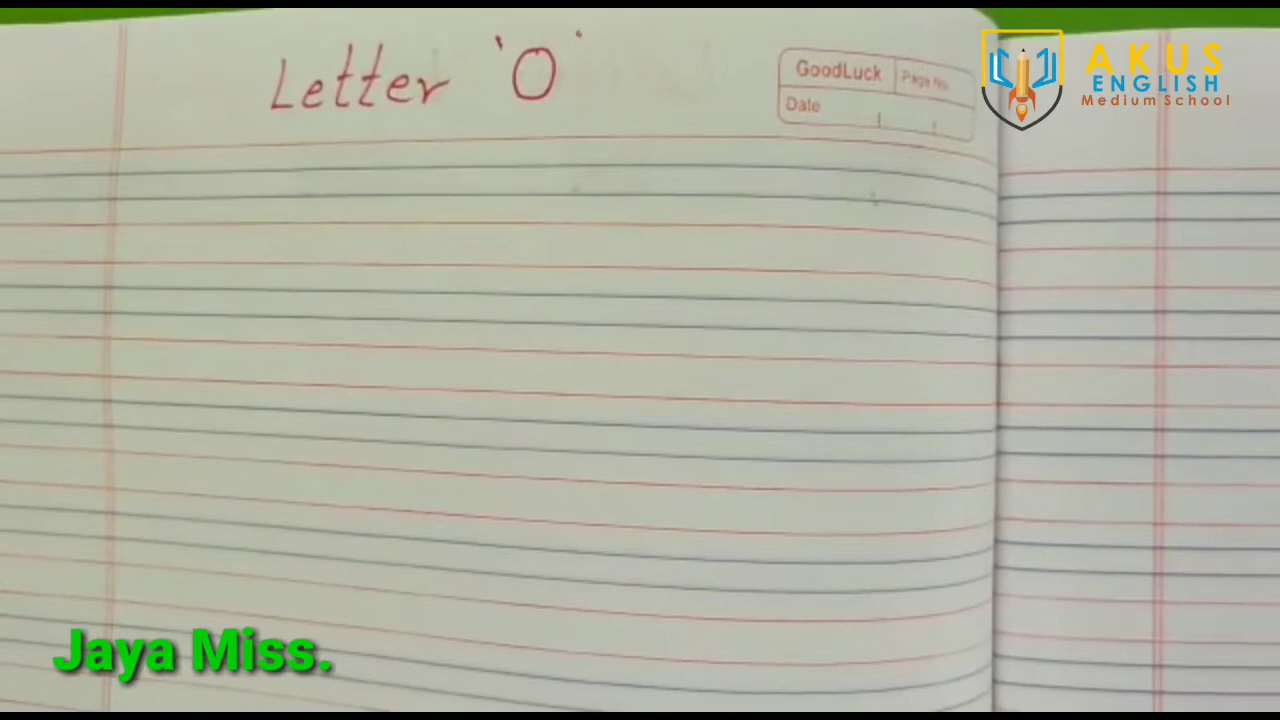 Letter 'O'
GoodLuck
Page No.
Date
AKUS
ENGLISH
Medium School
Jaya Miss.